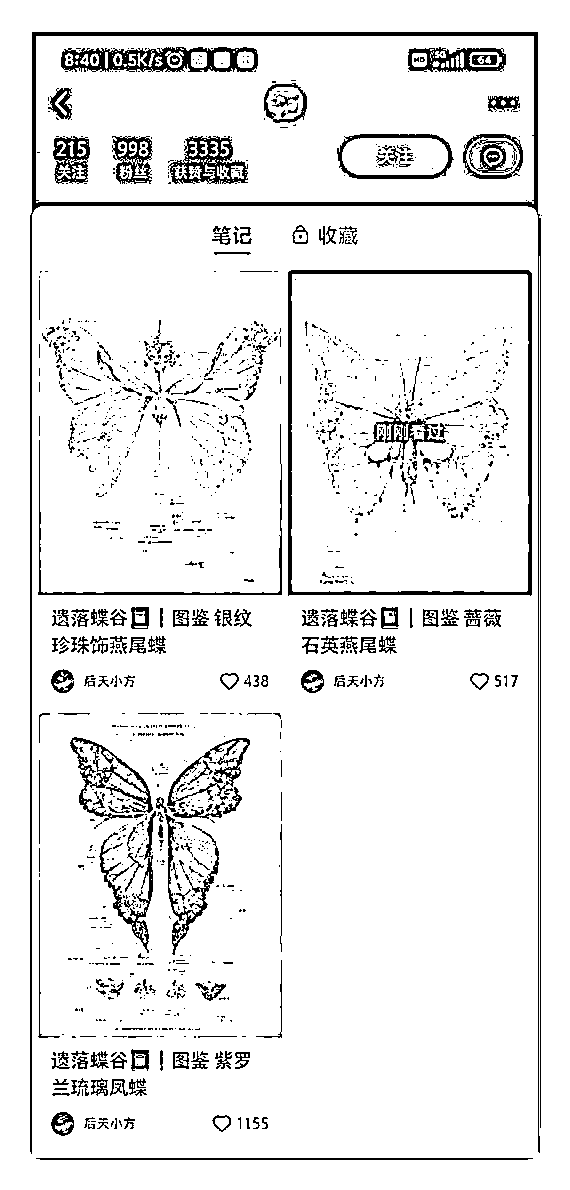 8:40 | 0.5K/s
64
215 998 3335
关注 粉丝 获赞与收藏
关注
笔记 收藏
刚刚看过
遗落蝶谷 | 图鉴 银纹
珍珠饰燕尾蝶
后天小方 438
遗落蝶谷 | 图鉴 蔷薇
石英燕尾蝶
后天小方 517
遗落蝶谷 | 图鉴 紫罗
兰琉璃凤蝶
后天小方 1155